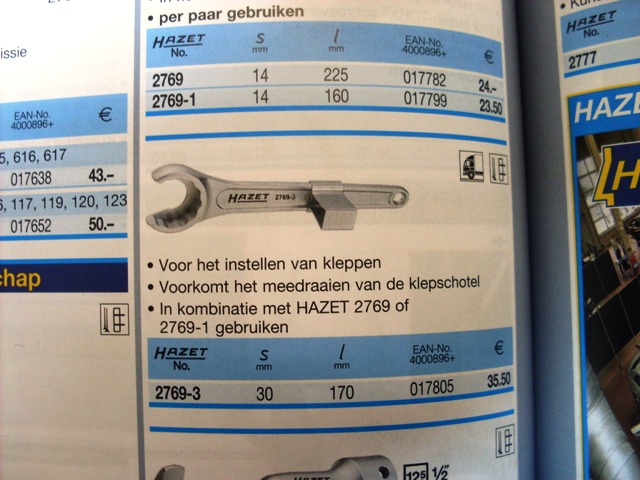 • per paar gebruiken
HAZET No. S mm l mm EAN-No. 4000896+ €
2769 14 225 017782 24.–
2769-1 14 160 017799 23.50
HAZET 2769-3
• Voor het instellen van kleppen
• Voorkomt het meedraaien van de klepschotel
• In kombinatie met HAZET 2769 of
2769-1 gebruiken
HAZET No. S mm l mm EAN-No. 4000896+ €
2769-3 30 170 017805 35.50
12⁵ 1/2"
EAN-No. 4000896+ €
5, 616, 617
017638 43.–
6, 117, 119, 120, 123
017652 50.–
chap
HAZET No.
2777
HAZE
H